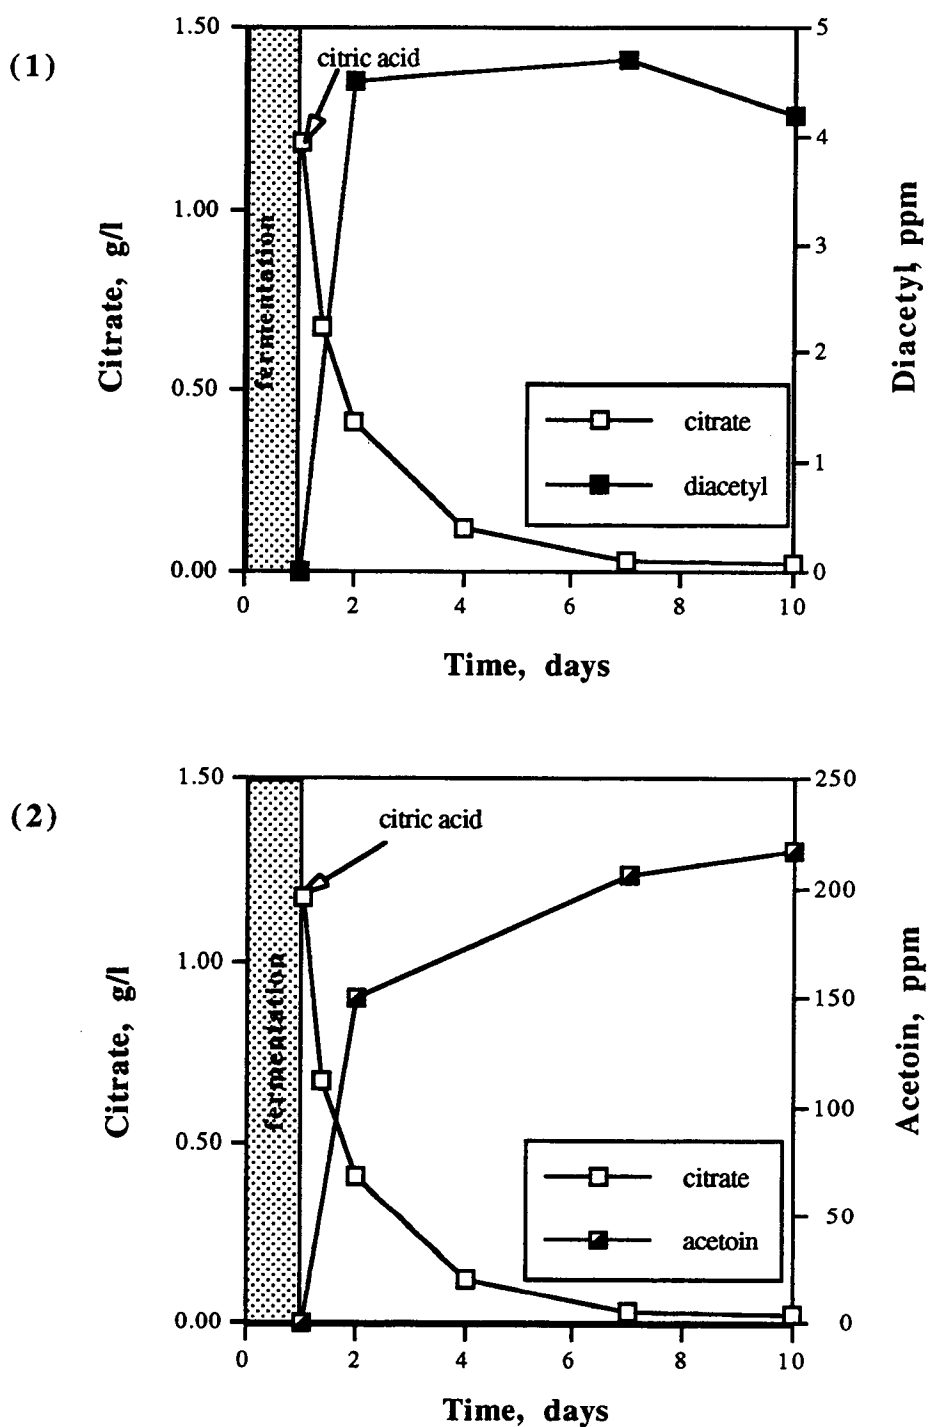 (1)
1.50
1.00
0.50
0.00
Citrate, g/l
fermentation
citric acid
5
4
3
2
1
0
Diacetyl, ppm
citrate
diacetyl
0
2
4
6
8
10
Time, days
(2)
1.50
1.00
0.50
0.00
Citrate, g/l
fermentation
citric acid
250
200
150
100
50
0
Acetoin, ppm
citrate
acetoin
0
2
4
6
8
10
Time, days